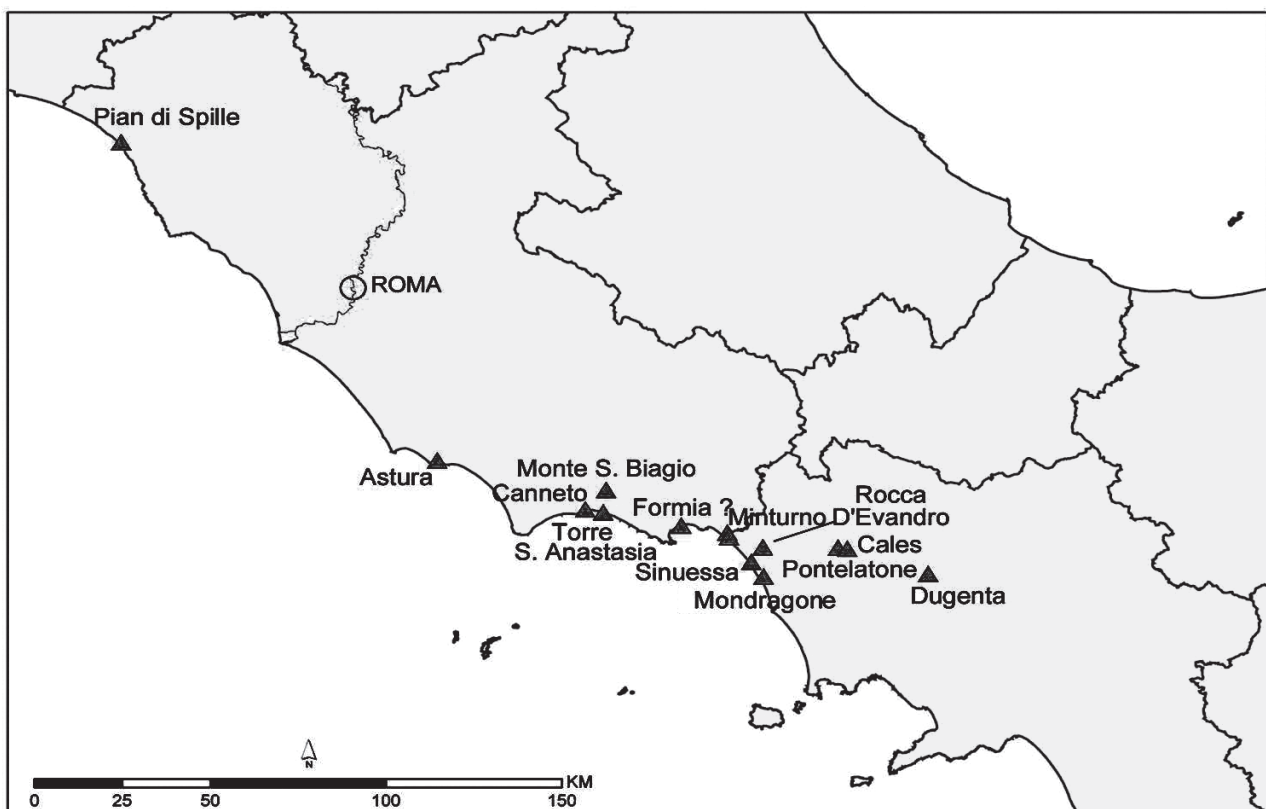 Pian di Spille
ROMA
Astura
Monte S. Biagio
Canneto
Torre
S. Anastasia
Formia ?
Minturno
Rocca
D'Evandro
Cales
Sinuessa
Pontelatone
Mondragone
Dugenta
N
KM
0 25 50 100 150